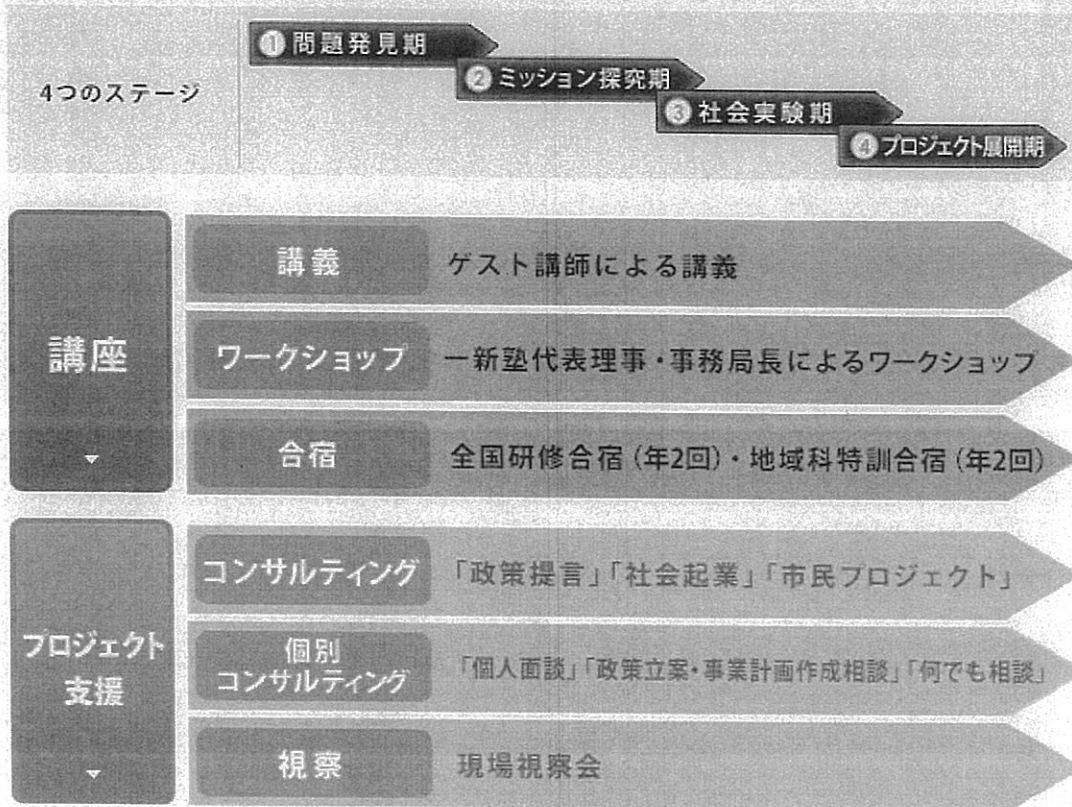 4つのステージ
① 問題発見期
② ミッション探究期
③ 社会実験期
④ プロジェクト展開期
講座
講義
ゲスト講師による講義
ワークショップ
一新塾代表理事・事務局長によるワークショップ
合宿
全国研修合宿(年2回)・地域科特訓合宿(年2回)
プロジェクト
支援
コンサルティング
「政策提言」「社会起業」「市民プロジェクト」
個別
コンサルティング
「個人面談」「政策立案・事業計画作成相談」「何でも相談」
視察
現場視察会